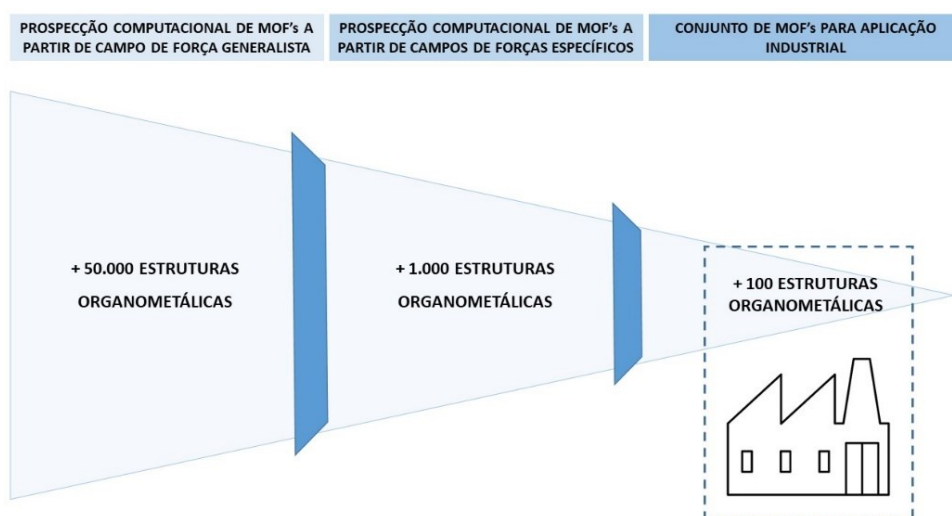 PROSPECÇÃO COMPUTACIONAL DE MOF's A
PARTIR DE CAMPO DE FORÇA GENERALISTA
PROSPECÇÃO COMPUTACIONAL DE MOF's A
PARTIR DE CAMPOS DE FORÇAS ESPECÍFICOS
CONJUNTO DE MOF's PARA APLICAÇÃO
INDUSTRIAL
+ 50.000 ESTRUTURAS
ORGANOMETÁLICAS
+ 1.000 ESTRUTURAS
ORGANOMETÁLICAS
+ 100 ESTRUTURAS
ORGANOMETÁLICAS